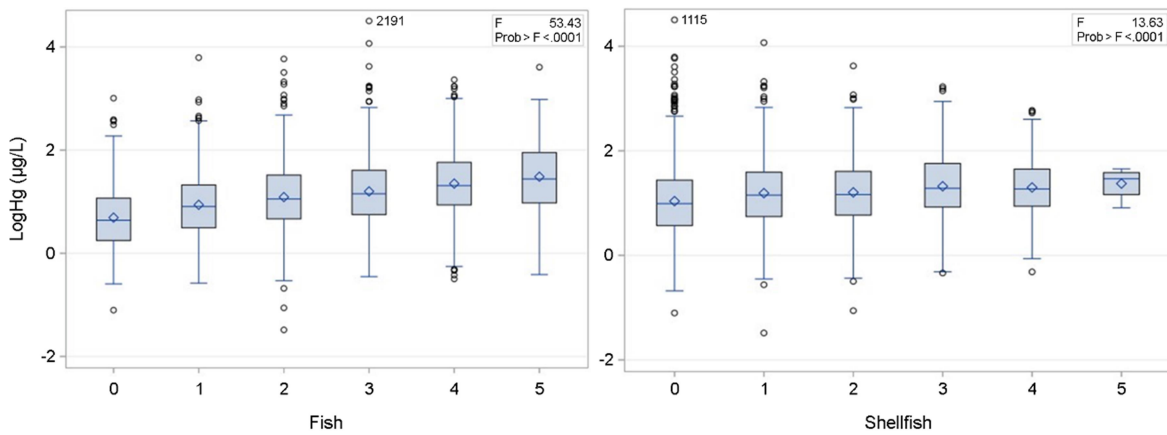 LogHg (µg/L)
4
2
0
-2
2191
F 53.43
Prob > F <.0001
0 1 2 3 4 5
Fish
4
2
0
-2
1115
F 13.63
Prob > F <.0001
0 1 2 3 4 5
Shellfish